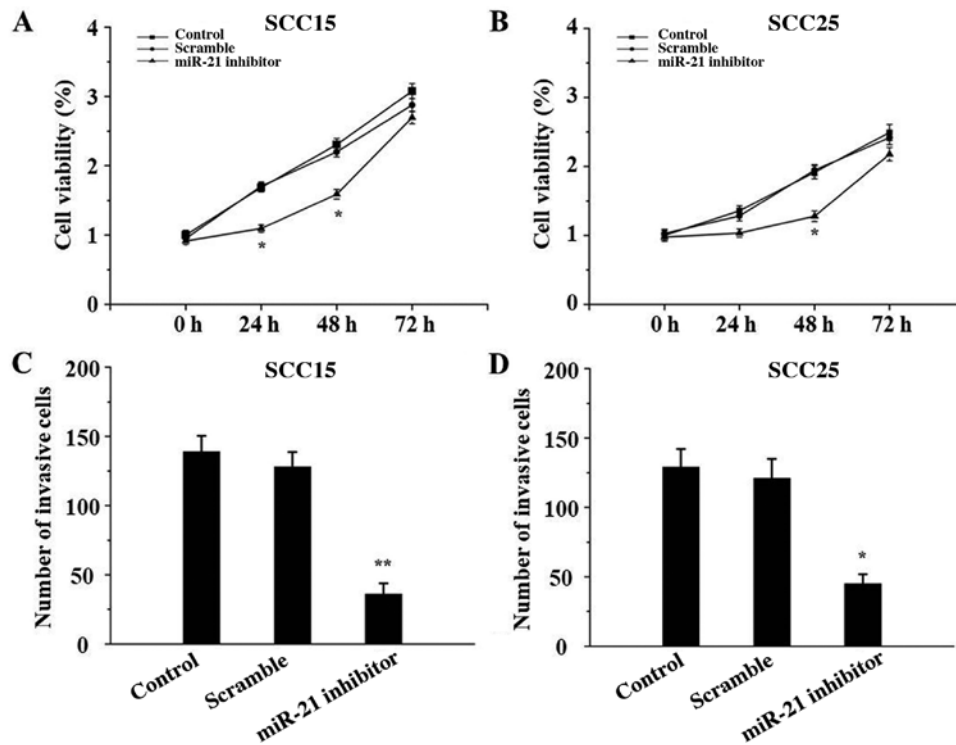 A
SCC15
Control
Scramble
miR-21 inhibitor
Cell viability (%)
4
3
2
1
0
0 h
24 h
48 h
72 h
*
*
B
SCC25
Control
Scramble
miR-21 inhibitor
Cell viability (%)
4
3
2
1
0
0 h
24 h
48 h
72 h
*
C
SCC15
Number of invasive cells
200
150
100
50
0
**
Control
Scramble
miR-21 inhibitor
D
SCC25
Number of invasive cells
200
150
100
50
0
*
Control
Scramble
miR-21 inhibitor